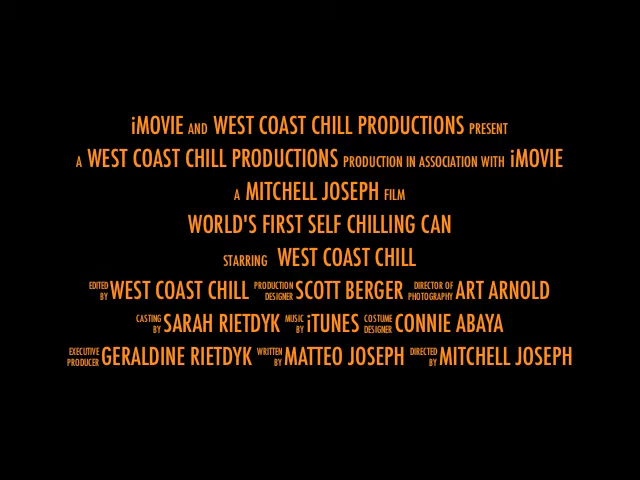 iMOVIE AND WEST COAST CHILL PRODUCTIONS PRESENT
A WEST COAST CHILL PRODUCTIONS PRODUCTION IN ASSOCIATION WITH iMOVIE
A MITCHELL JOSEPH FILM
WORLD'S FIRST SELF CHILLING CAN
STARRING WEST COAST CHILL
EDITED BY WEST COAST CHILL PRODUCTION DESIGNER SCOTT BERGER DIRECTOR OF PHOTOGRAPHY ART ARNOLD
CASTING BY SARAH RIETDYK MUSIC BY iTUNES COSTUME DESIGNER CONNIE ABAYA
EXECUTIVE PRODUCER GERALDINE RIETDYK WRITTEN BY MATTEO JOSEPH DIRECTED BY MITCHELL JOSEPH